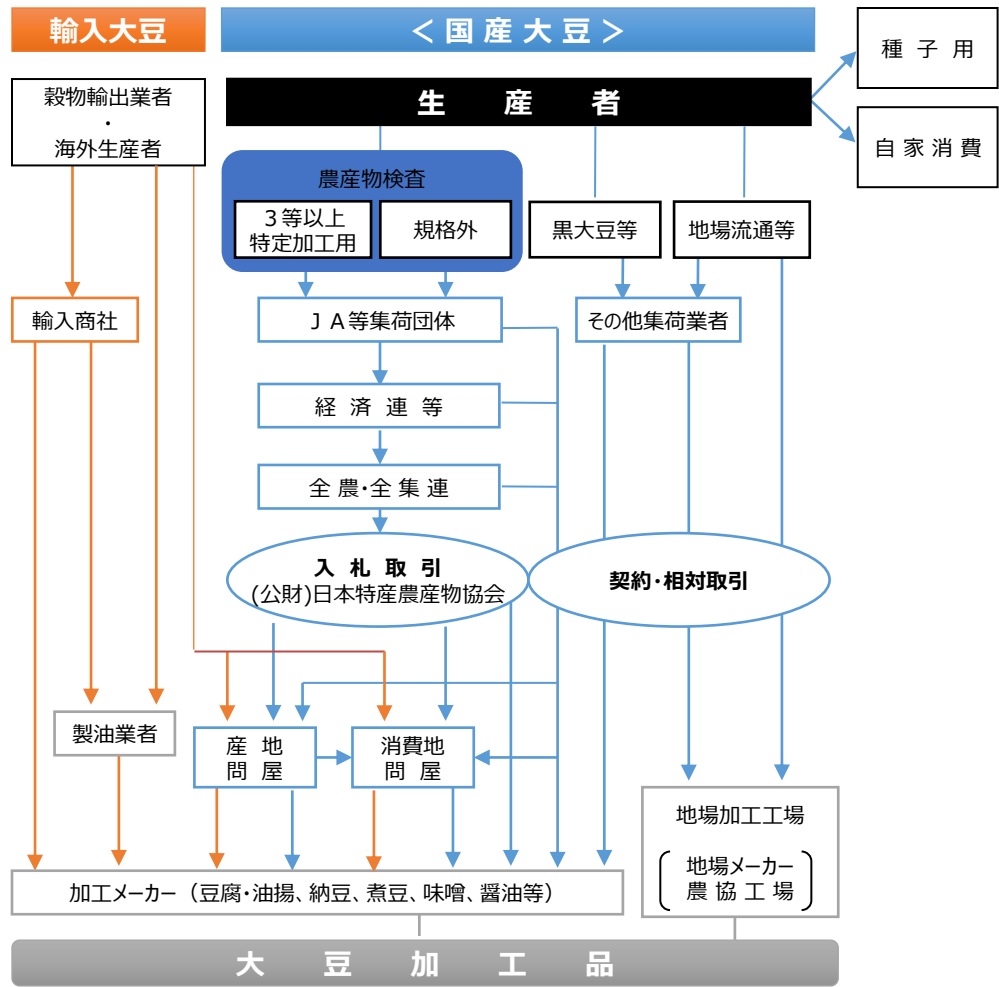 輸入大豆
＜国産大豆＞
種子用
自家消費
穀物輸出業者
・
海外生産者
生産者
農産物検査
３等以上
特定加工用
規格外
黒大豆等
地場流通等
輸入商社
ＪＡ等集荷団体
その他集荷業者
経済連等
全農・全集連
入札取引
(公財)日本特産農産物協会
契約・相対取引
製油業者
産地
問屋
消費地
問屋
地場加工工場
地場メーカー
農協工場
加工メーカー（豆腐・油揚、納豆、煮豆、味噌、醤油等）
大豆加工品